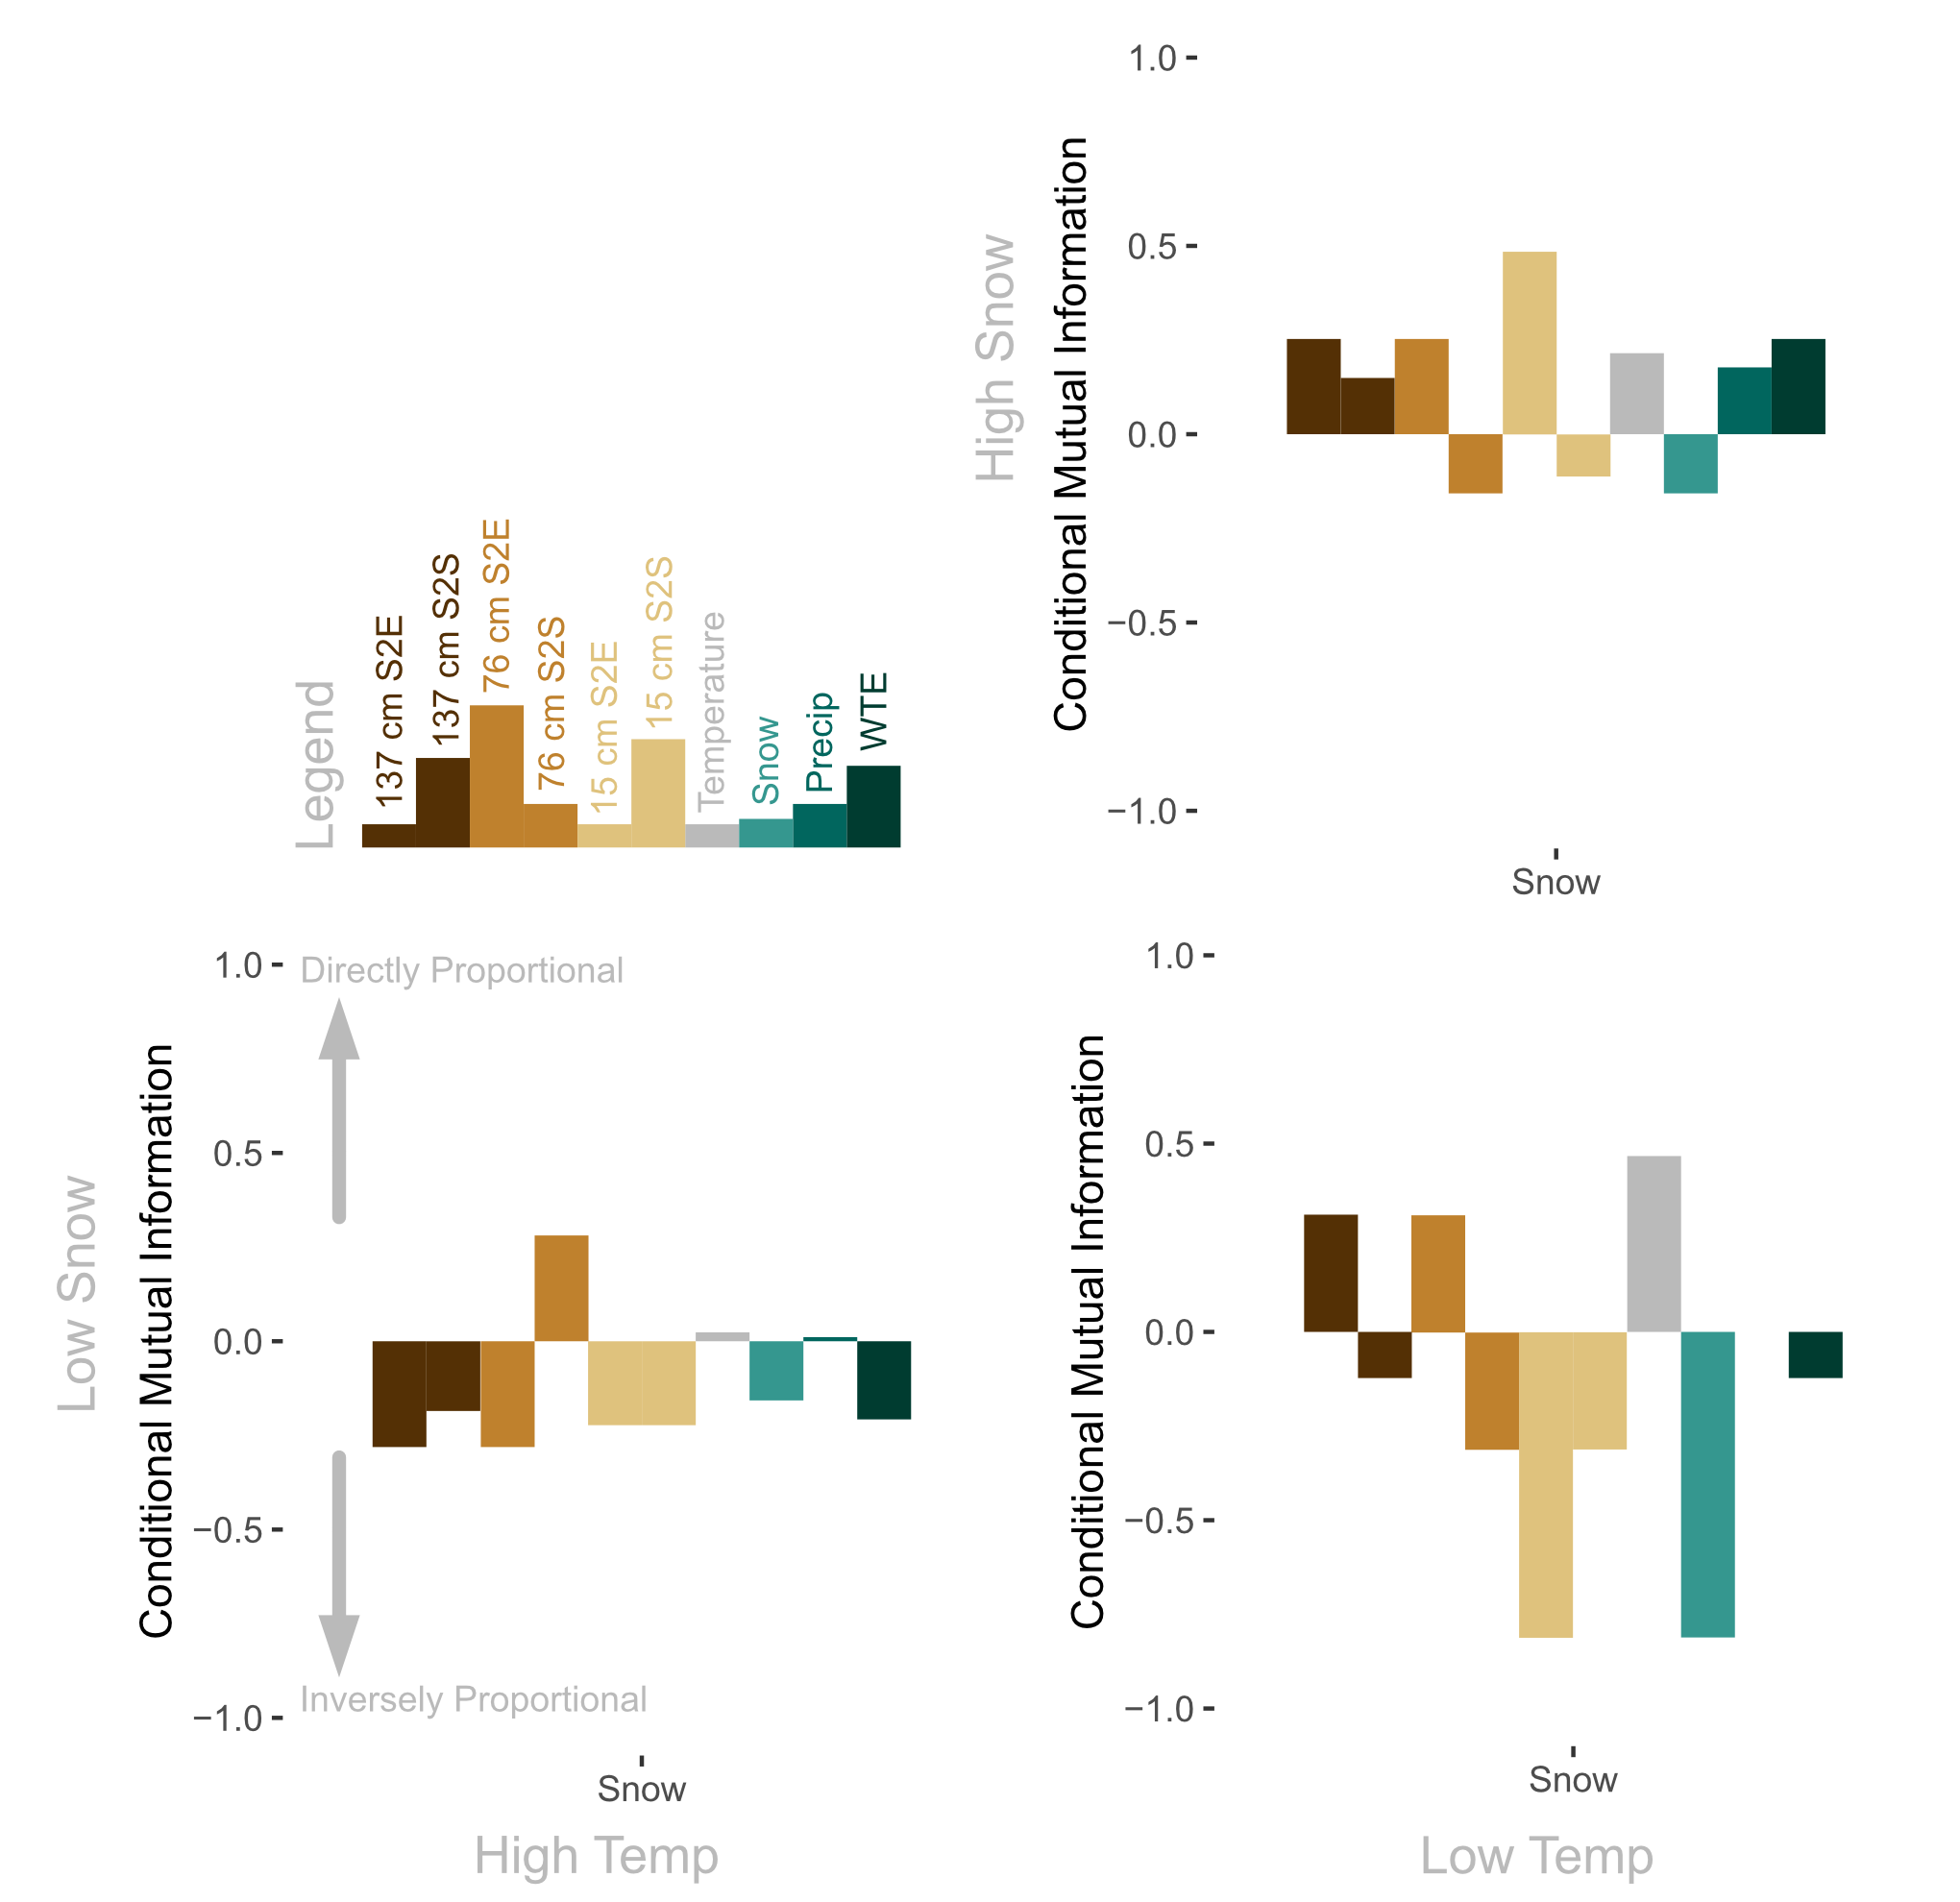 Legend
137 cm S2E
137 cm S2S
76 cm S2E
76 cm S2S
15 cm S2E
15 cm S2S
Temperature
Snow
Precip
WTE
High Snow
Conditional Mutual Information
1.0
0.5
0.0
−0.5
−1.0
Snow
Low Snow
Conditional Mutual Information
1.0
0.5
0.0
−0.5
−1.0
Directly Proportional
Inversely Proportional
Snow
High Temp
Conditional Mutual Information
1.0
0.5
0.0
−0.5
−1.0
Snow
Low Temp